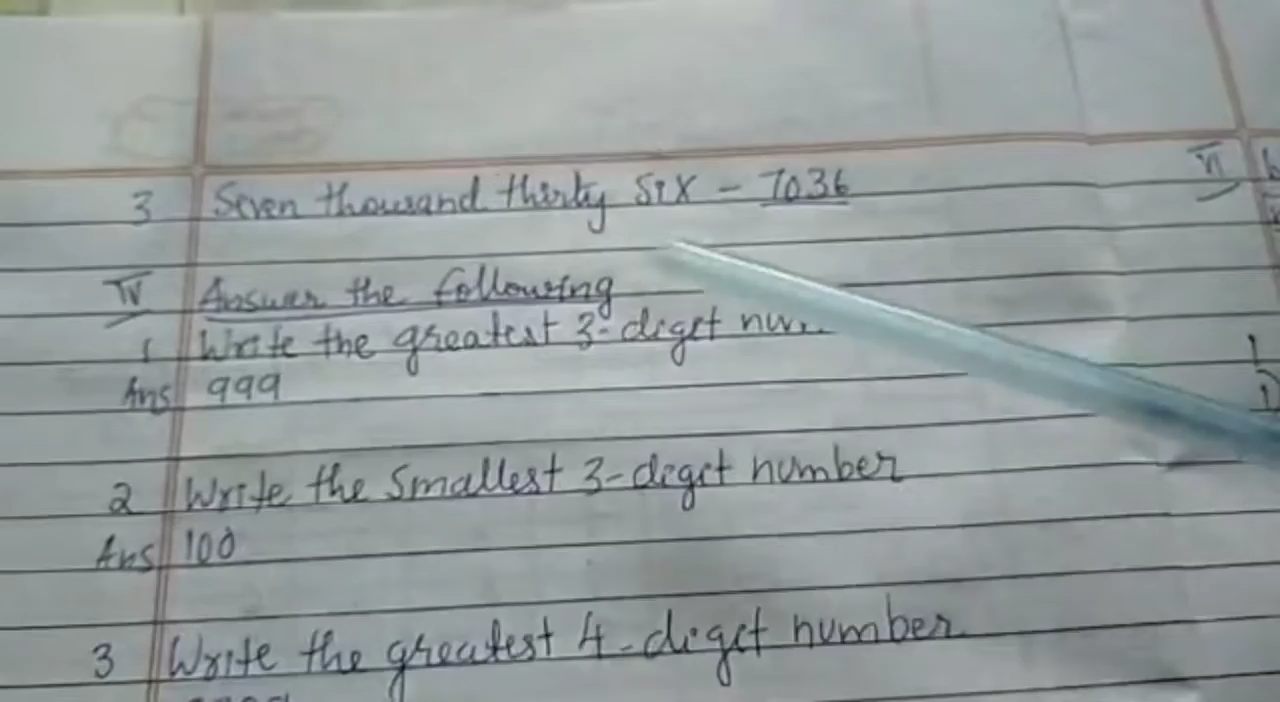 3 Seven thousand thirty six - 7036
IV Answer the following
1 Write the greatest 3-digit
Ans 999
2 Write the Smallest 3-digit number
Ans 100
3 Write the greatest 4-digit number
VI